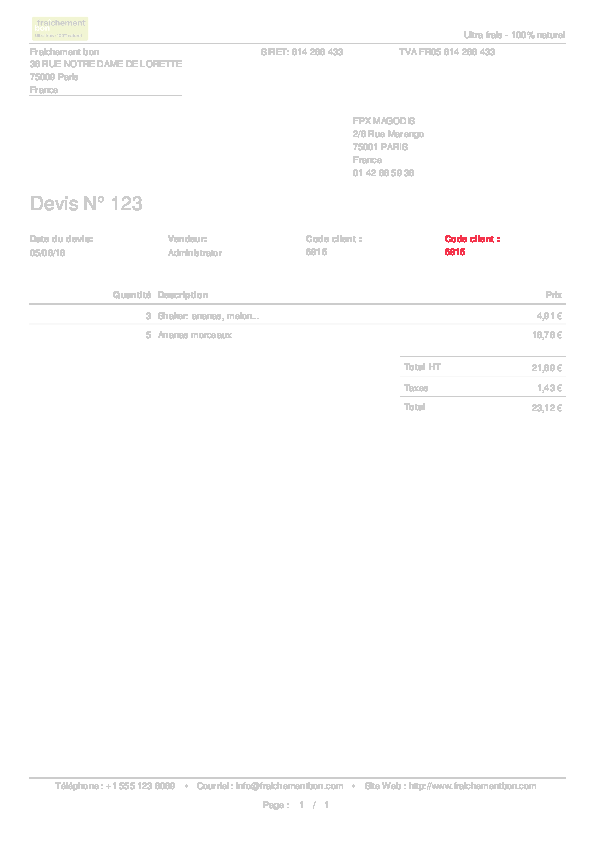 fraichement
Ultra frais - 100% naturel
Fraichement bon SIRET: 814 288 433 TVA FR05 814 288 433
38 RUE NOTRE DAME DE LORETTE
75009 Paris
France
FPX MAGODIS
2/8 Rue Marengo
75001 PARIS
France
01 42 86 59 36
Devis N° 123
Date du devis: Vendeur: Code client : Code client :
05/08/18 Administrator 6815 6815
Quantité Description Prix
3 Shaker: ananas, melon... 4,91 €
5 Ananas morceaux 16,78 €
Total HT 21,69 €
Taxes 1,43 €
Total 23,12 €
Téléphone : +1 555 123 8069 • Courriel : info@fraichementbon.com • Site Web : http://www.fraichementbon.com
Page : 1 / 1